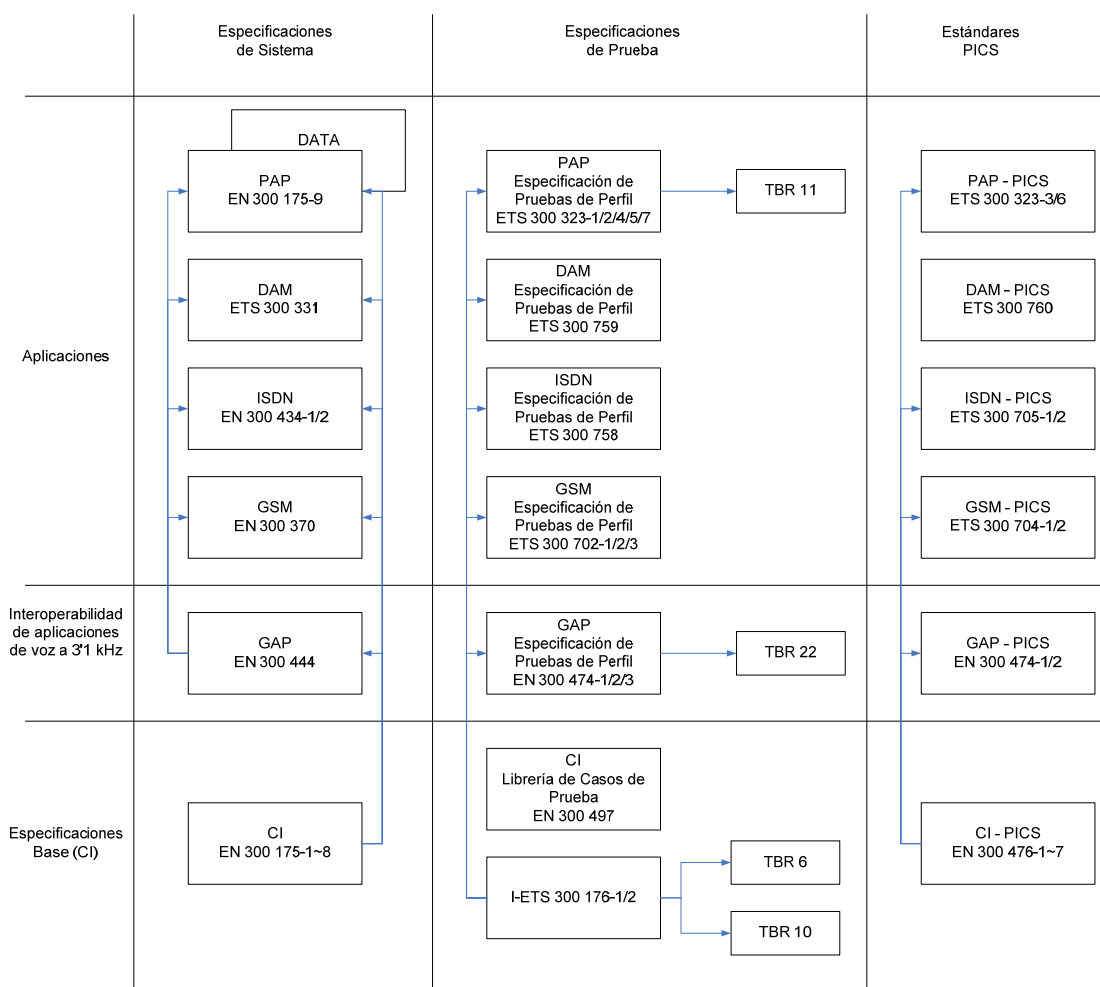 Especificaciones
de Sistema
Especificaciones
de Prueba
Estándares
PICS
Aplicaciones
DATA
PAP
EN 300 175-9
PAP
Especificación de
Pruebas de Perfil
ETS 300 323-1/2/4/5/7
TBR 11
PAP - PICS
ETS 300 323-3/6
DAM
ETS 300 331
DAM
Especificación de
Pruebas de Perfil
ETS 300 759
DAM - PICS
ETS 300 760
ISDN
EN 300 434-1/2
ISDN
Especificación de
Pruebas de Perfil
ETS 300 758
ISDN - PICS
ETS 300 705-1/2
GSM
EN 300 370
GSM
Especificación de
Pruebas de Perfil
ETS 300 702-1/2/3
GSM - PICS
ETS 300 704-1/2
Interoperabilidad
de aplicaciones
de voz a 3'1 kHz
GAP
EN 300 444
GAP
Especificación de
Pruebas de Perfil
EN 300 474-1/2/3
TBR 22
GAP - PICS
EN 300 474-1/2
Especificaciones
Base (CI)
CI
EN 300 175-1~8
CI
Librería de Casos de
Prueba
EN 300 497
I-ETS 300 176-1/2
TBR 6
TBR 10
CI - PICS
EN 300 476-1~7